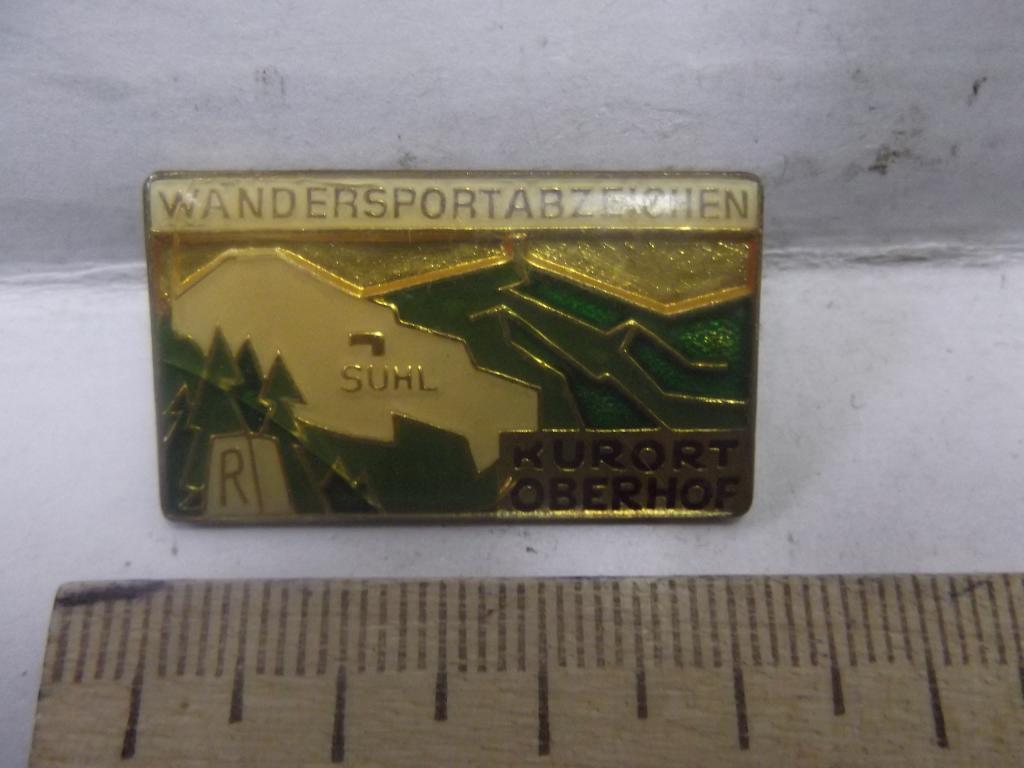 WANDERSPORTABZEICHEN
SUHL
R
KURORT
OBERHOF